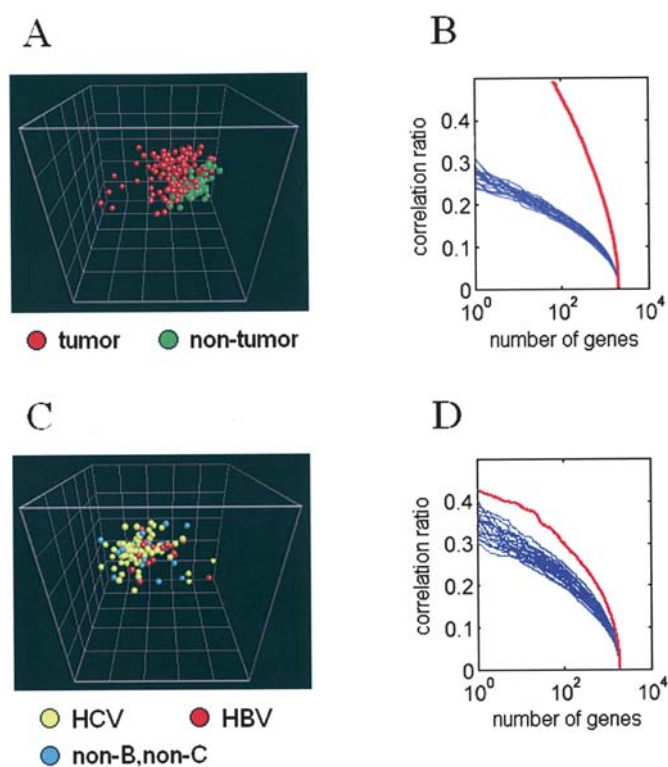 A
tumor non-tumor
B
correlation ratio
0.4
0.3
0.2
0.1
0
10^0 10^2 10^4
number of genes
C
HCV HBV
non-B,non-C
D
correlation ratio
0.4
0.3
0.2
0.1
0
10^0 10^2 10^4
number of genes